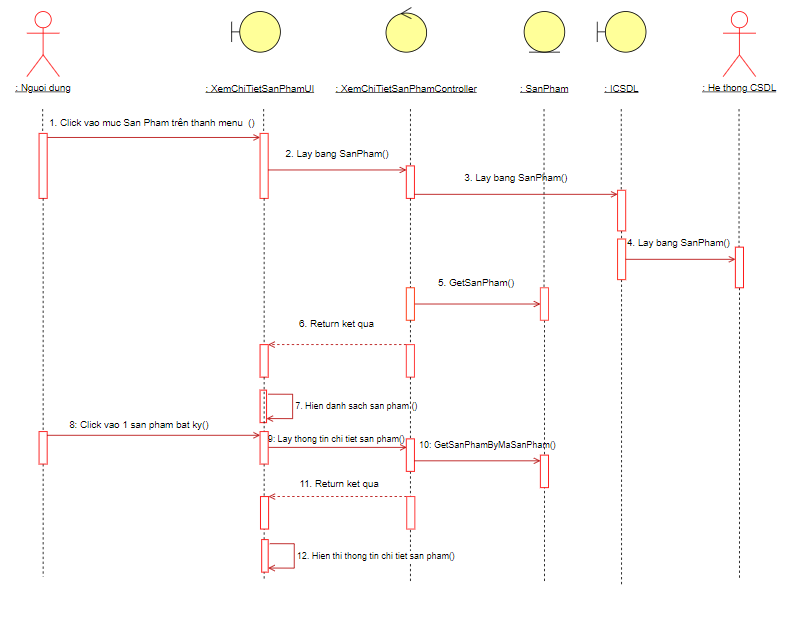 : Nguoi dung
: XemChiTietSanPhamUI
: XemChiTietSanPhamController
: SanPham
: ICSDL
: He thong CSDL
1. Click vao muc San Pham trên thanh menu ()
2. Lay bang SanPham()
3. Lay bang SanPham()
4. Lay bang SanPham()
5. GetSanPham()
6. Return ket qua
7. Hien danh sach san pham ()
8: Click vao 1 san pham bat ky()
9: Lay thong tin chi tiet san pham()
10: GetSanPhamByMaSanPham()
11. Return ket qua
12. Hien thi thong tin chi tiet san pham()